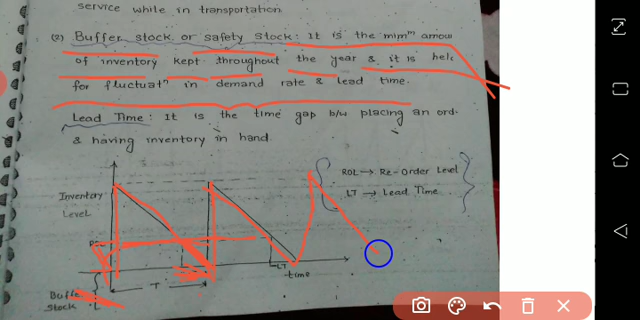 service while in transportation
(2) Buffer stock or safety stock: It is the minmᵐ amou
of inventory kept throughout the year & it is hel
for fluctuatⁿ in demand rate & lead time.
Lead Time: It is the time gap b/w placing an ord-
& having inventory in hand.
ROL → Re-Order Level
LT → Lead Time
Inventory
Level
LT
time
T
Buffer
Stock